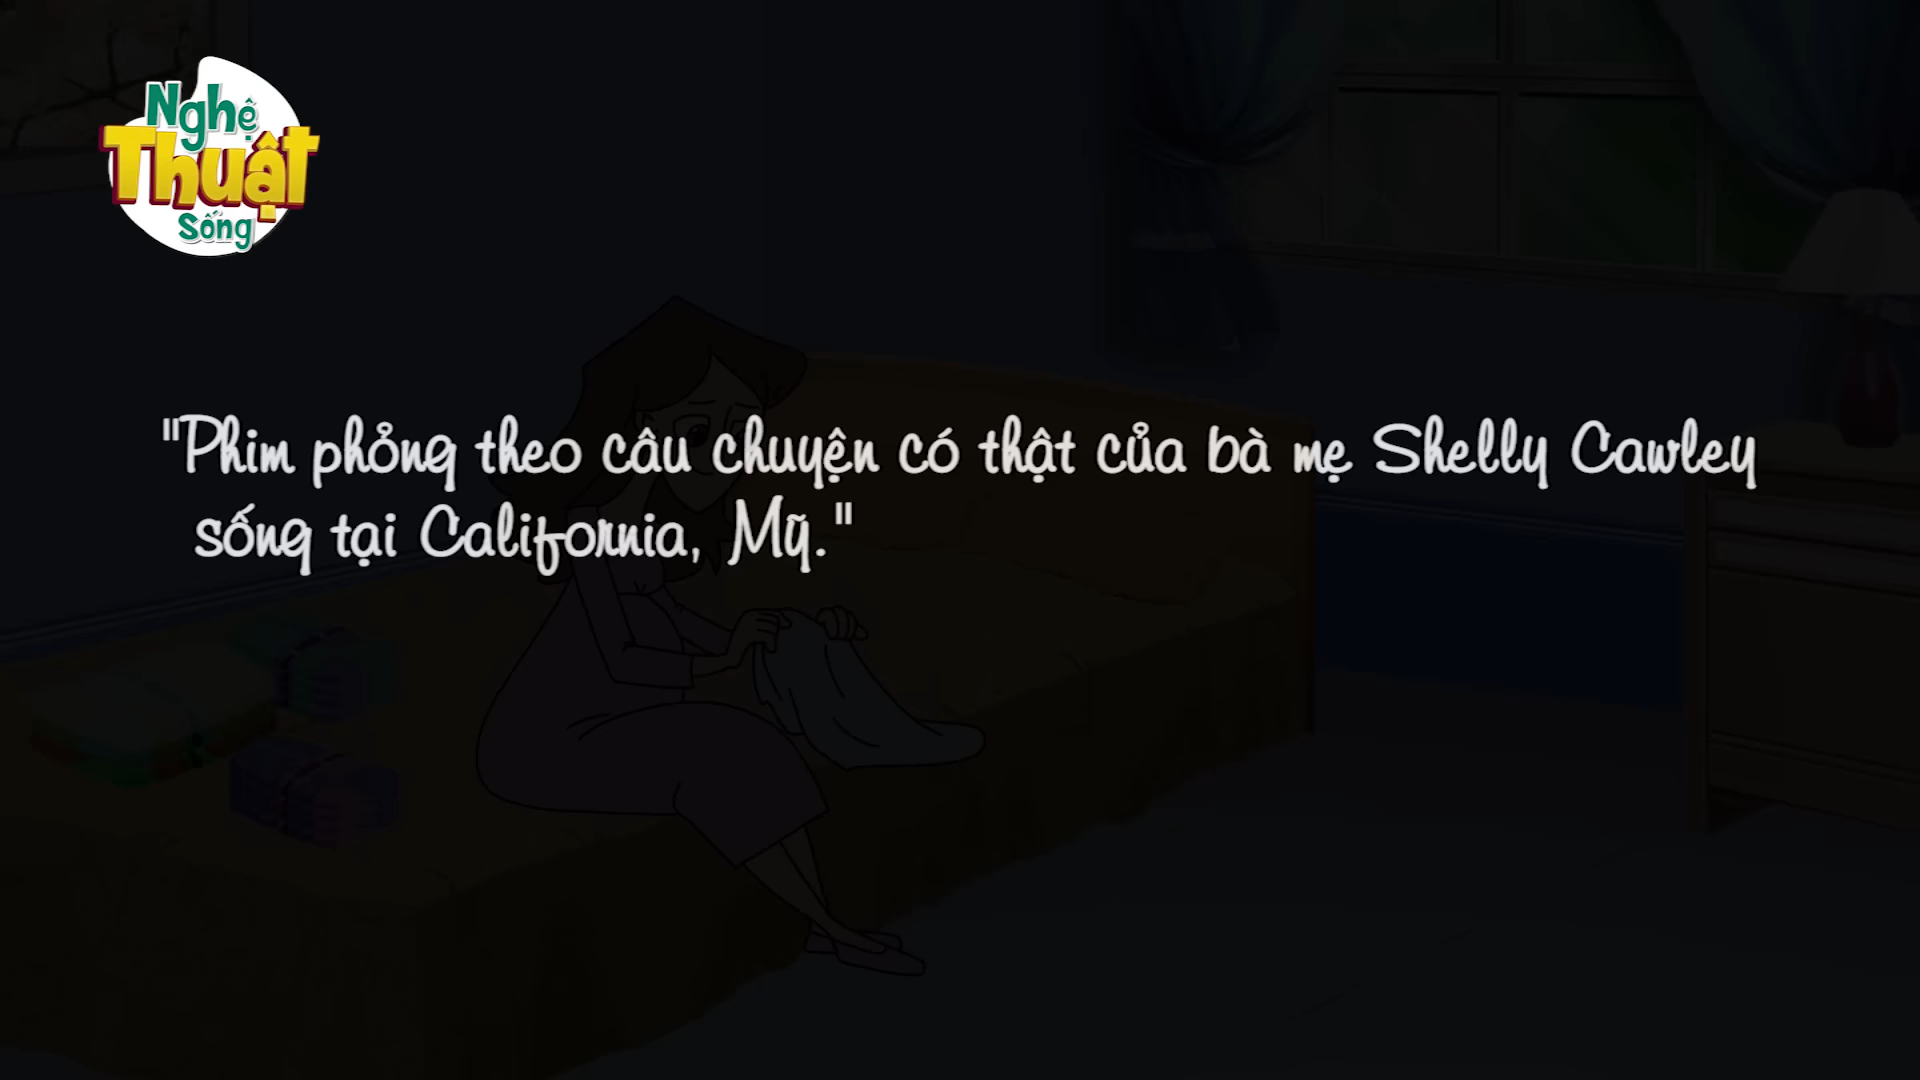 Nghệ
Thuật
Sống
"Phim phỏng theo câu chuyện có thật của bà mẹ Shelly Cawley
sống tại California, Mỹ."